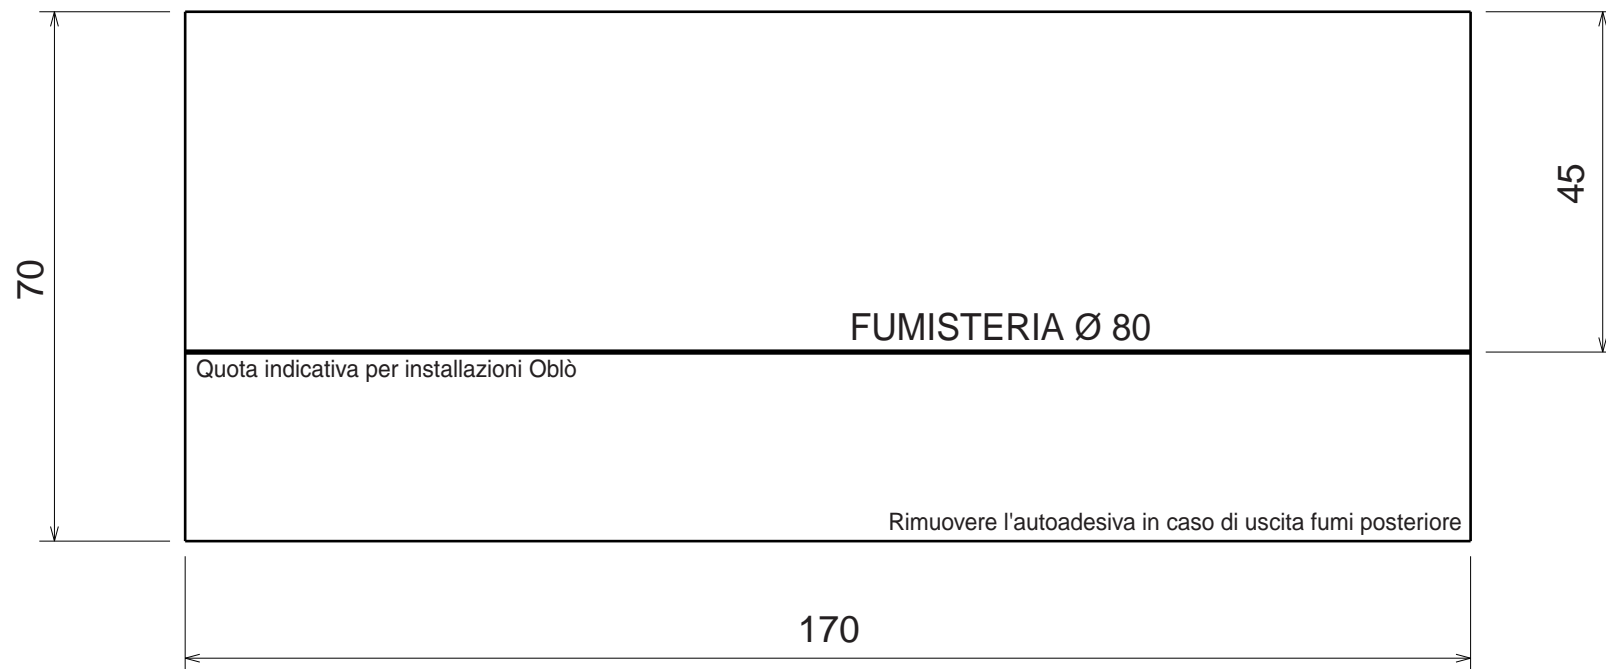 70
45
FUMISTERIA Ø 80
Quota indicativa per installazioni Oblò
Rimuovere l'autoadesiva in caso di uscita fumi posteriore
170